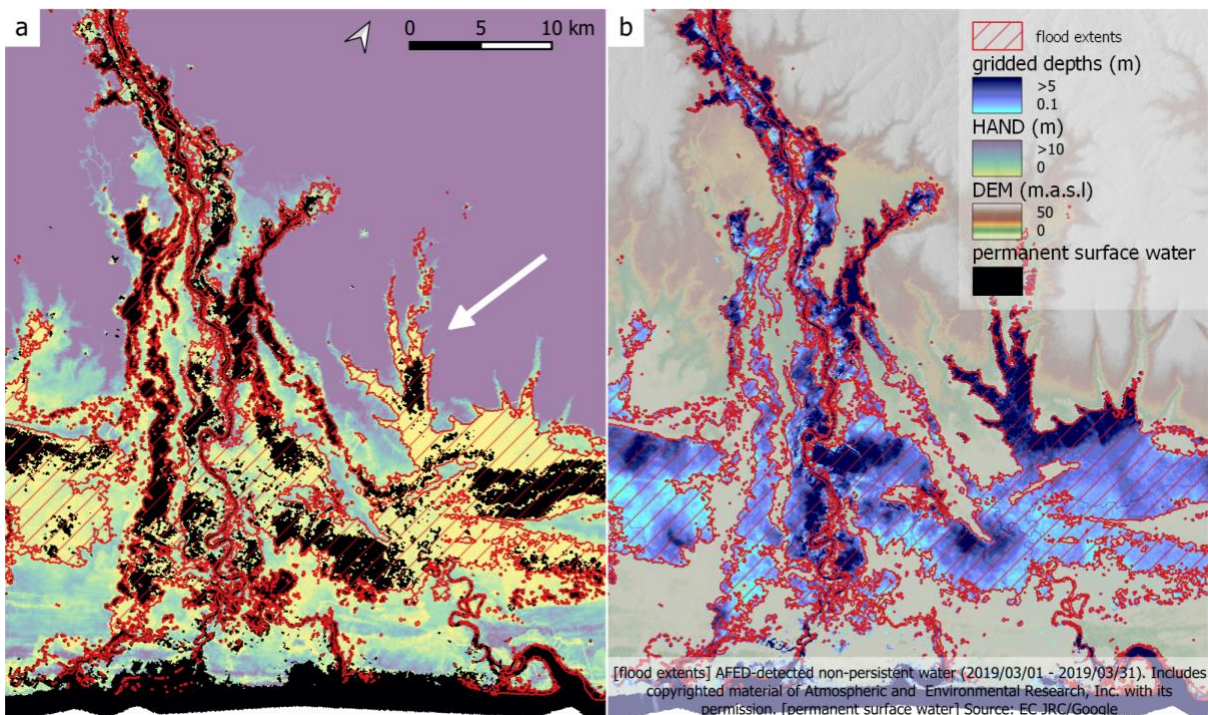 a
0 5 10 km
b
flood extents
gridded depths (m)
>5
0.1
HAND (m)
>10
0
DEM (m.a.s.l)
50
0
permanent surface water
[flood extents] AFED-detected non-persistent water (2019/03/01 - 2019/03/31). Includes
copyrighted material of Atmospheric and Environmental Research, Inc. with its
permission. [permanent surface water] Source: EC JRC/Google